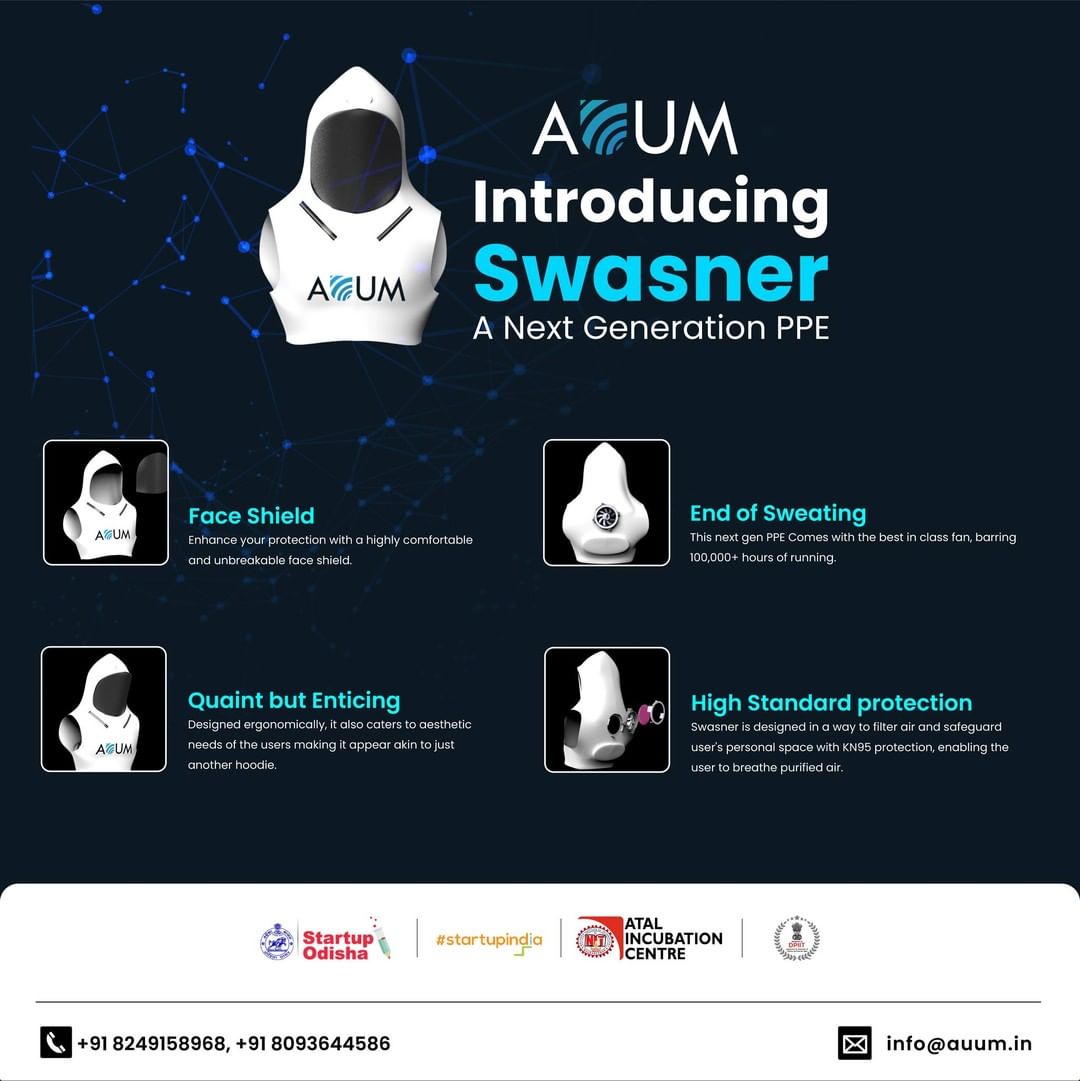 AUUM
Introducing
Swasner
A Next Generation PPE
AUUM
AUUM
Face Shield
Enhance your protection with a highly comfortable
and unbreakable face shield.
End of Sweating
This next gen PPE Comes with the best in class fan, barring
100,000+ hours of running.
AUUM
Quaint but Enticing
Designed ergonomically, it also caters to aesthetic
needs of the users making it appear akin to just
another hoodie.
High Standard protection
Swasner is designed in a way to filter air and safeguard
user's personal space with KN95 protection, enabling the
user to breathe purified air.
Startup
Odisha
#startupindia
ATAL
INCUBATION
CENTRE
DPIIT
+91 8249158968, +91 8093644586
info@auum.in